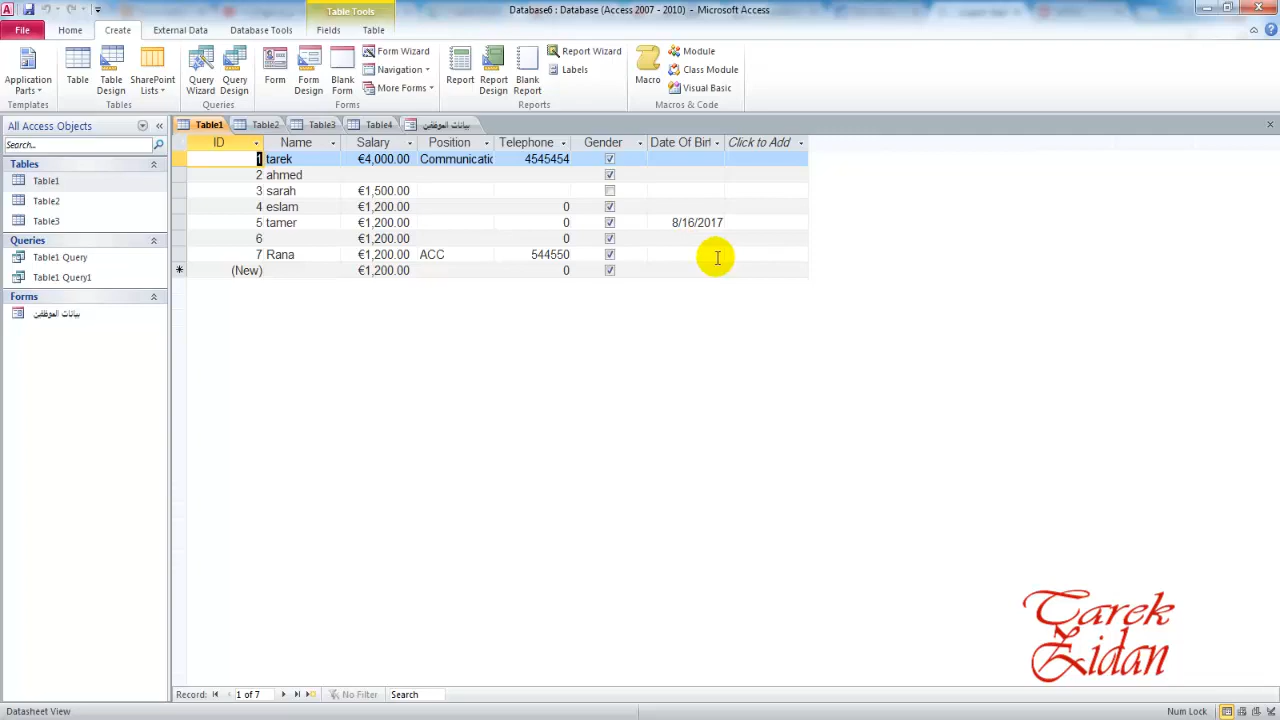 Table Tools
Database6 : Database (Access 2007 - 2010) - Microsoft Access
File Home Create External Data Database Tools Fields Table
Application Parts
Table
Table Design
SharePoint Lists
Query Wizard
Query Design
Form
Form Design
Blank Form
Form Wizard
Navigation
More Forms
Report
Report Design
Blank Report
Report Wizard
Labels
Macro
Module
Class Module
Visual Basic
Templates Tables Queries Forms Reports Macros & Code
All Access Objects
Search...
Tables
Table1
Table2
Table3
Queries
Table1 Query
Table1 Query1
Forms
بيانات الموظفين
Table1 Table2 Table3 Table4 بيانات الموظفين
ID Name Salary Position Telephone Gender Date Of Birl Click to Add
1 tarek €4,000.00 Communicatic 4545454
2 ahmed
3 sarah €1,500.00
4 eslam €1,200.00 0
5 tamer €1,200.00 0 8/16/2017
6 €1,200.00 0
7 Rana €1,200.00 ACC 544550
(New) €1,200.00 0
Tarek
Zidan
Record: 1 of 7 No Filter Search
Datasheet View
Num Lock